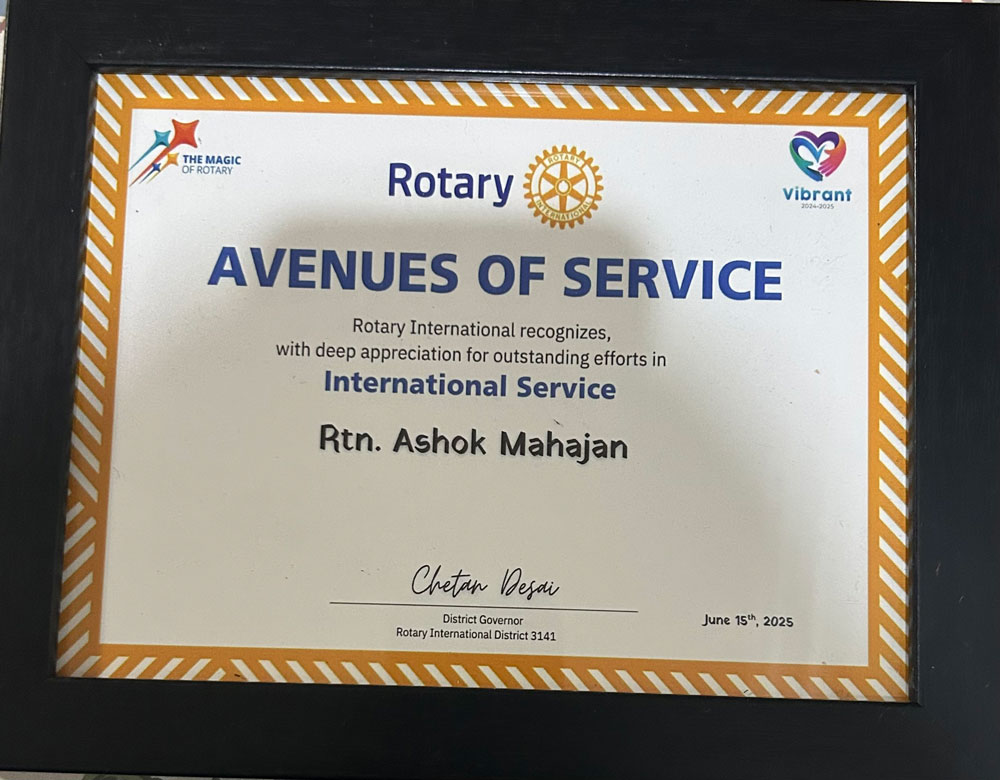 THE MAGIC
OF ROTARY
Rotary
ROTARY
INTERNATIONAL
Vibrant
2024-2025
AVENUES OF SERVICE
Rotary International recognizes,
with deep appreciation for outstanding efforts in
International Service
Rtn. Ashok Mahajan
Chetan Desai
District Governor
Rotary International District 3141
June 15th, 2025